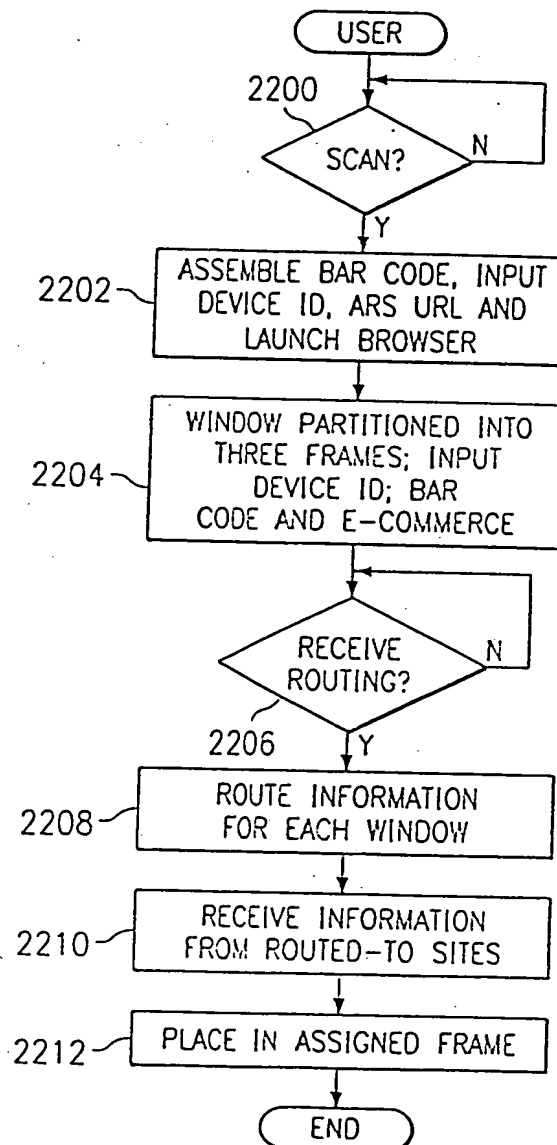 USER
2200
SCAN?
N
Y
2202
ASSEMBLE BAR CODE, INPUT
DEVICE ID, ARS URL AND
LAUNCH BROWSER
2204
WINDOW PARTITIONED INTO
THREE FRAMES; INPUT
DEVICE ID; BAR
CODE AND E-COMMERCE
RECEIVE
ROUTING?
N
2206
Y
2208
ROUTE INFORMATION
FOR EACH WINDOW
2210
RECEIVE INFORMATION
FROM ROUTED-TO SITES
2212
PLACE IN ASSIGNED FRAME
END